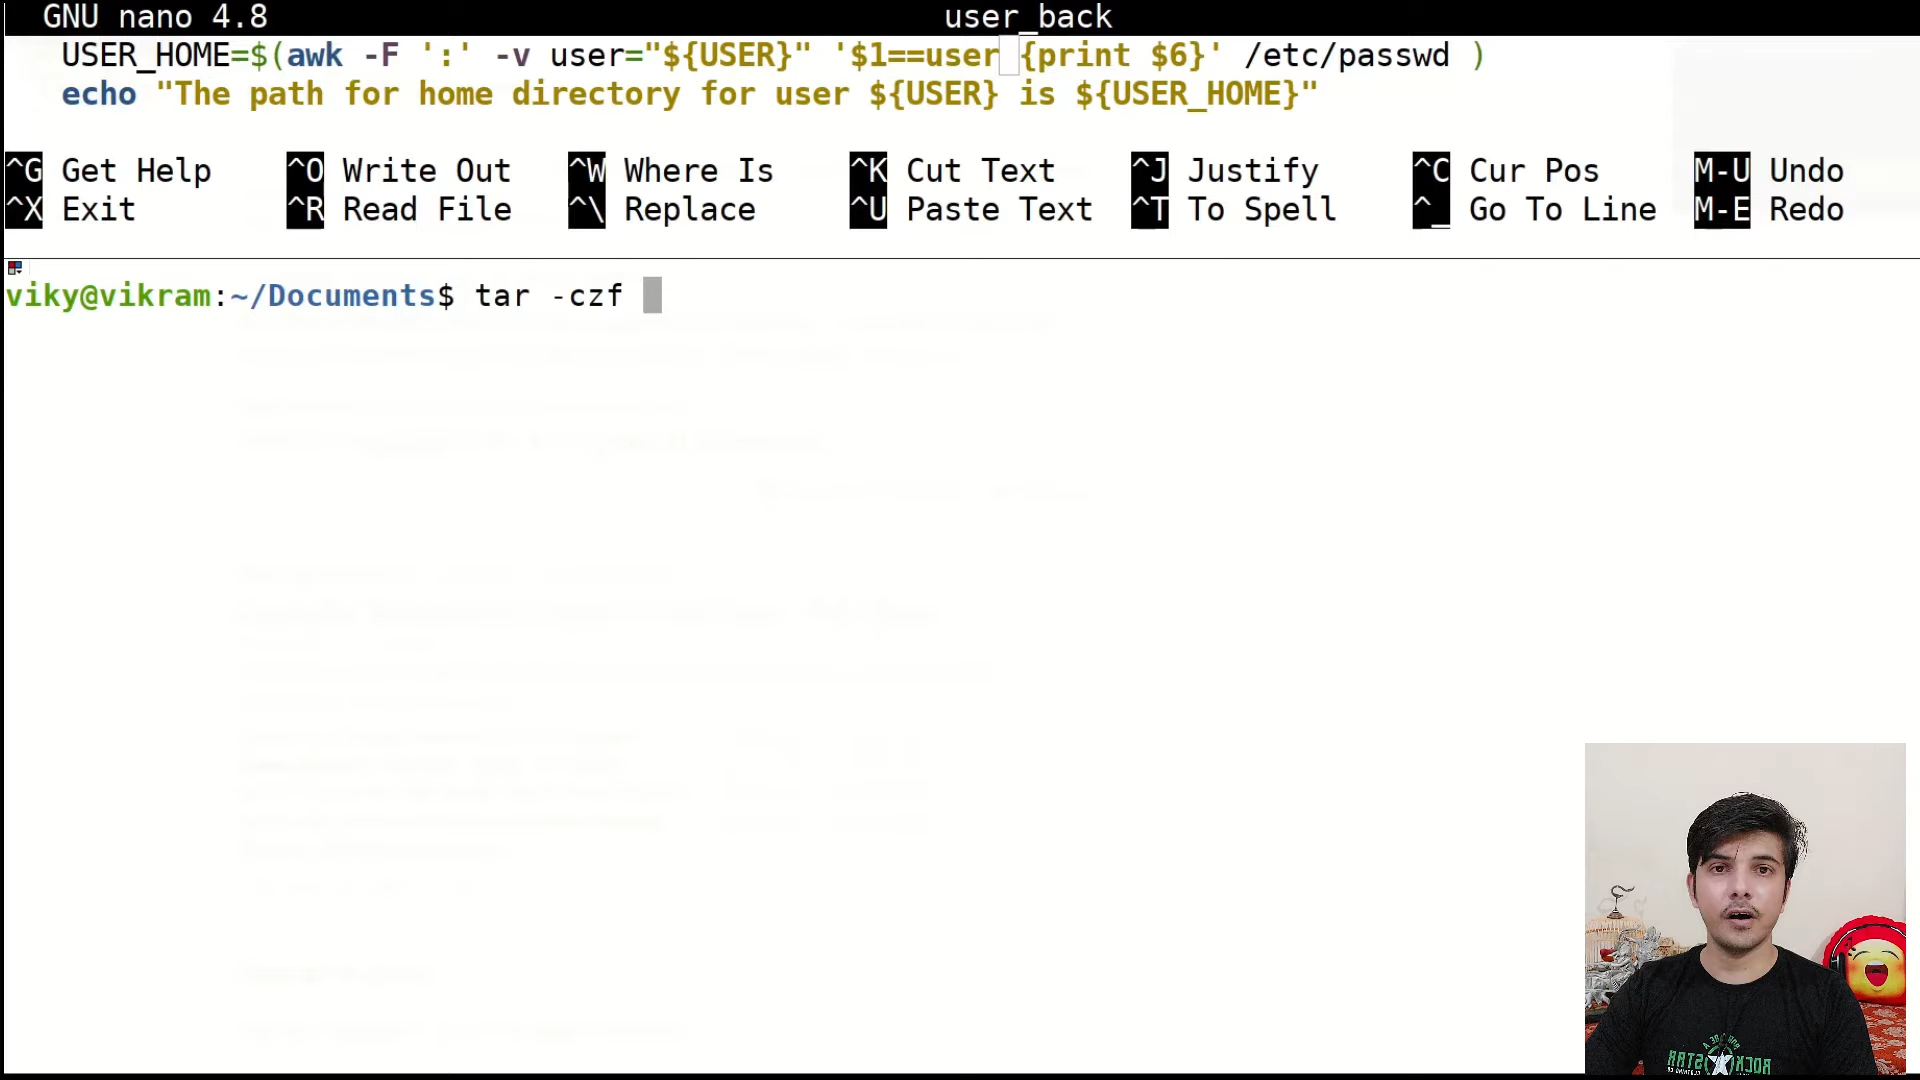 GNU nano 4.8 user_back
USER_HOME=$(awk -F ':' -v user="${USER}" '$1==user {print $6}' /etc/passwd )
echo "The path for home directory for user ${USER} is ${USER_HOME}"
^G Get Help ^O Write Out ^W Where Is ^K Cut Text ^J Justify ^C Cur Pos M-U Undo
^X Exit ^R Read File ^\ Replace ^U Paste Text ^T To Spell ^_ Go To Line M-E Redo
viky@vikram:~/Documents$ tar -czf